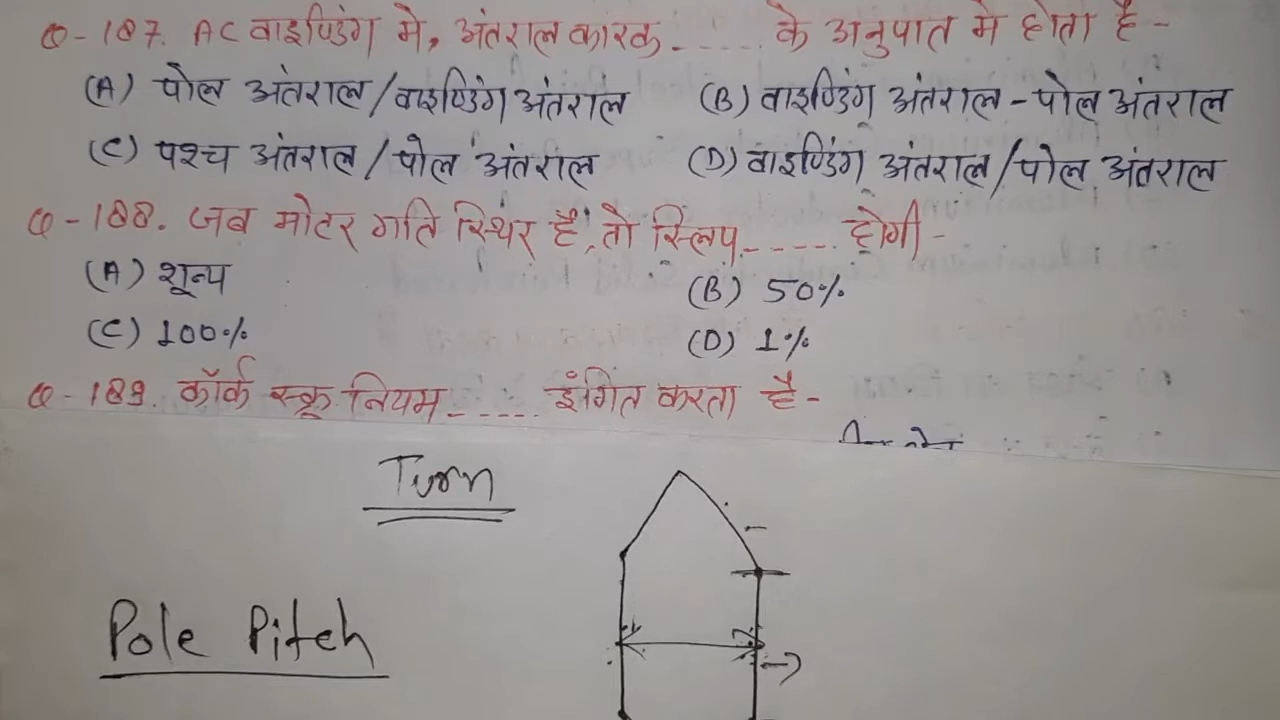 Q-187. AC वाइण्डिंग मे, अंतराल कारक ----- के अनुपात मे होता है -
(A) पोल अंतराल/वाइण्डिंग अंतराल (B) वाइण्डिंग अंतराल-पोल अंतराल
(C) पश्च अंतराल/पोल अंतराल (D) वाइण्डिंग अंतराल/पोल अंतराल
Q-188. जब मोटर गति स्थिर है, तो स्लिप ----- होगी -
(A) शून्य (B) 50%
(C) 100% (D) 1%
Q-189. कॉर्क स्क्रू नियम ----- इंगित करता है -
Turn
Pole Pitch